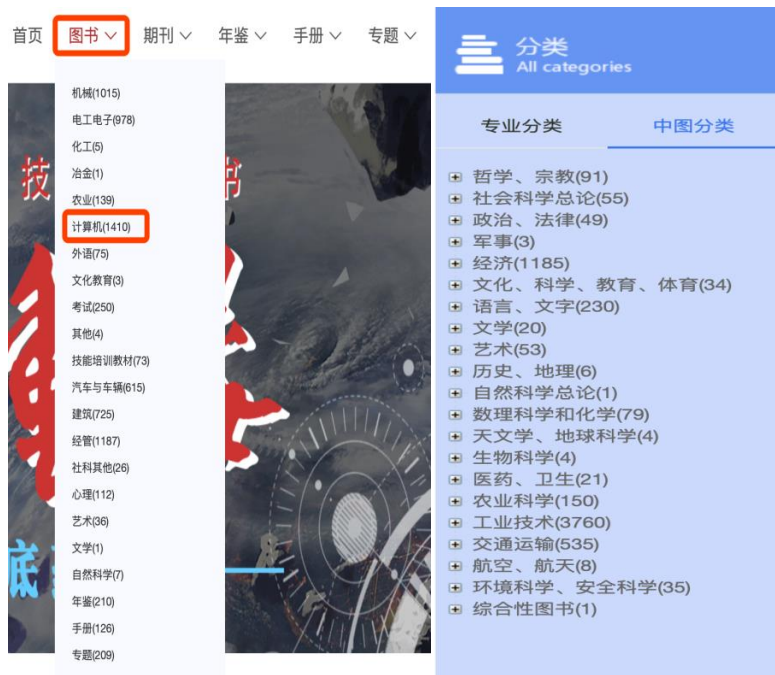 首页 图书 期刊 年鉴 手册 专题
机械(1015)
电工电子(978)
化工(5)
冶金(1)
农业(139)
计算机(1410)
外语(75)
文化教育(3)
考试(250)
其他(4)
技能培训教材(73)
汽车与车辆(615)
建筑(725)
经管(1187)
社科其他(26)
心理(112)
艺术(36)
文学(1)
自然科学(7)
年鉴(210)
手册(126)
专题(209)
技
书
底
分类
All categories
专业分类 中图分类
哲学、宗教(91)
社会科学总论(55)
政治、法律(49)
军事(3)
经济(1185)
文化、科学、教育、体育(34)
语言、文字(230)
文学(20)
艺术(53)
历史、地理(6)
自然科学总论(1)
数理科学和化学(79)
天文学、地球科学(4)
生物科学(4)
医药、卫生(21)
农业科学(150)
工业技术(3760)
交通运输(535)
航空、航天(8)
环境科学、安全科学(35)
综合性图书(1)